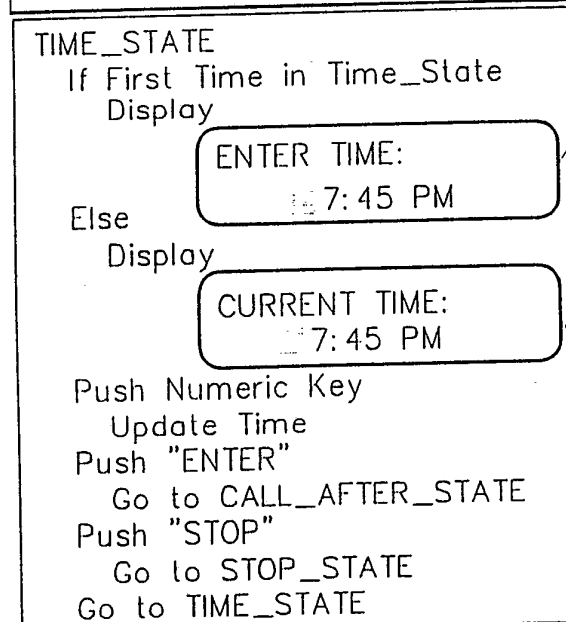 TIME_STATE
If First Time in Time_State
Display
ENTER TIME:
7:45 PM
Else
Display
CURRENT TIME:
7:45 PM
Push Numeric Key
Update Time
Push "ENTER"
Go to CALL_AFTER_STATE
Push "STOP"
Go to STOP_STATE
Go to TIME_STATE